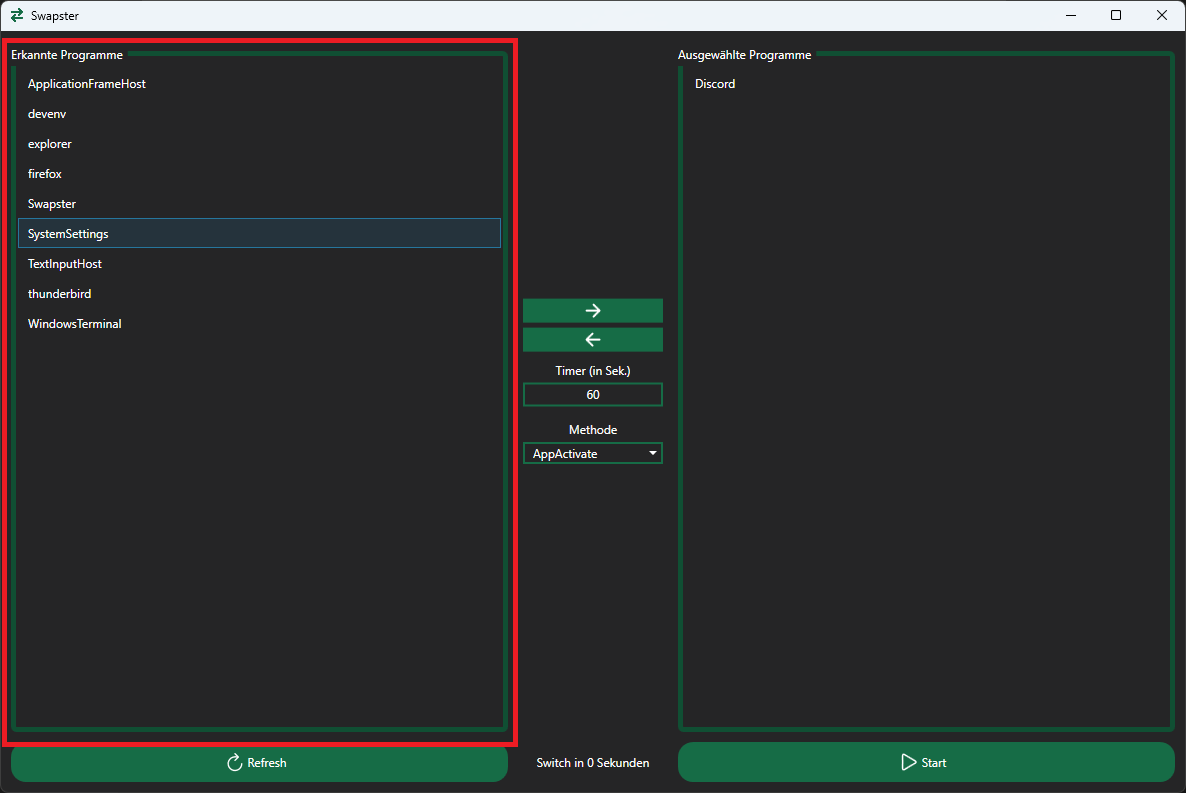 Swapster
Erkannte Programme
ApplicationFrameHost
devenv
explorer
firefox
Swapster
SystemSettings
TextInputHost
thunderbird
WindowsTerminal
Refresh
Timer (in Sek.)
60
Methode
AppActivate
Switch in 0 Sekunden
Ausgewählte Programme
Discord
Start